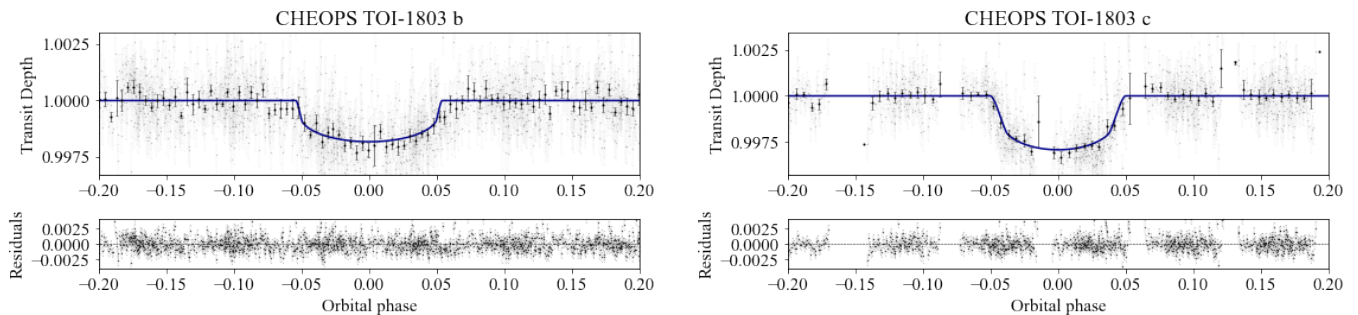 CHEOPS TOI-1803 b
Transit Depth
1.0025
1.0000
0.9975
−0.20 −0.15 −0.10 −0.05 0.00 0.05 0.10 0.15 0.20
Residuals
0.0025
0.0000
−0.0025
−0.20 −0.15 −0.10 −0.05 0.00 0.05 0.10 0.15 0.20
Orbital phase
CHEOPS TOI-1803 c
Transit Depth
1.0025
1.0000
0.9975
−0.20 −0.15 −0.10 −0.05 0.00 0.05 0.10 0.15 0.20
Residuals
0.0025
0.0000
−0.0025
−0.20 −0.15 −0.10 −0.05 0.00 0.05 0.10 0.15 0.20
Orbital phase